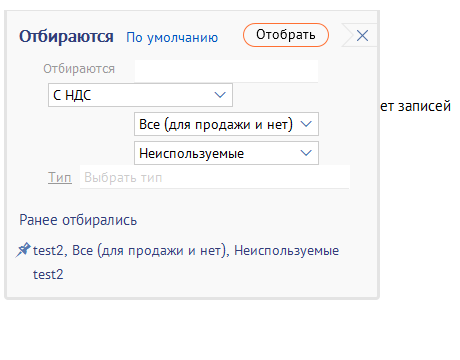 Отбираются По умолчанию Отобрать
Отбираются
С НДС
ет записей
Все (для продажи и нет)
Неиспользуемые
Тип Выбрать тип
Ранее отбирались
test2, Все (для продажи и нет), Неиспользуемые
test2